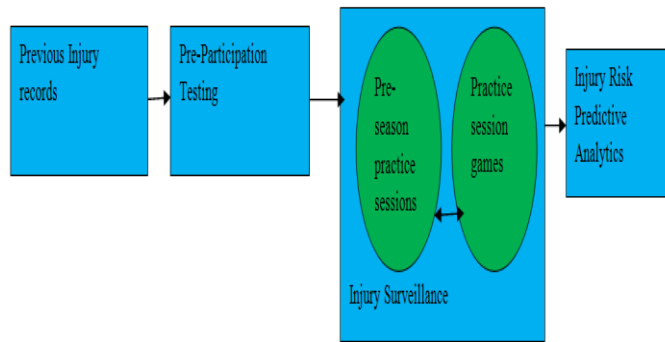 Previous Injury
records
Pre-Participation
Testing
Pre-
season
practice
sessions
Practice
session
games
Injury Surveillance
Injury Risk
Predictive
Analytics